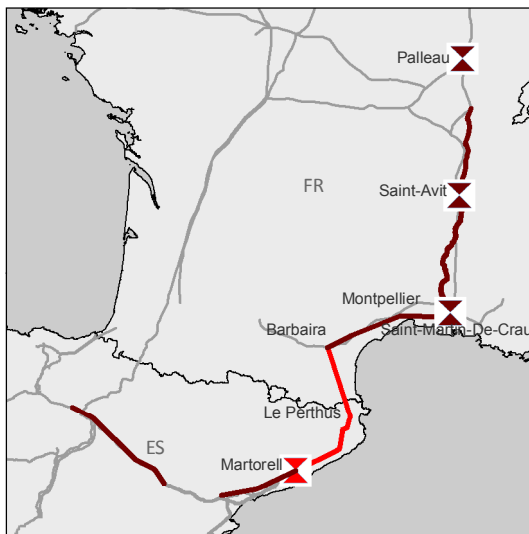 Palleau
FR
Saint-Avit
Montpellier
Barbaira
Saint-Martin-De-Crau
Le Perthus
ES
Martorell